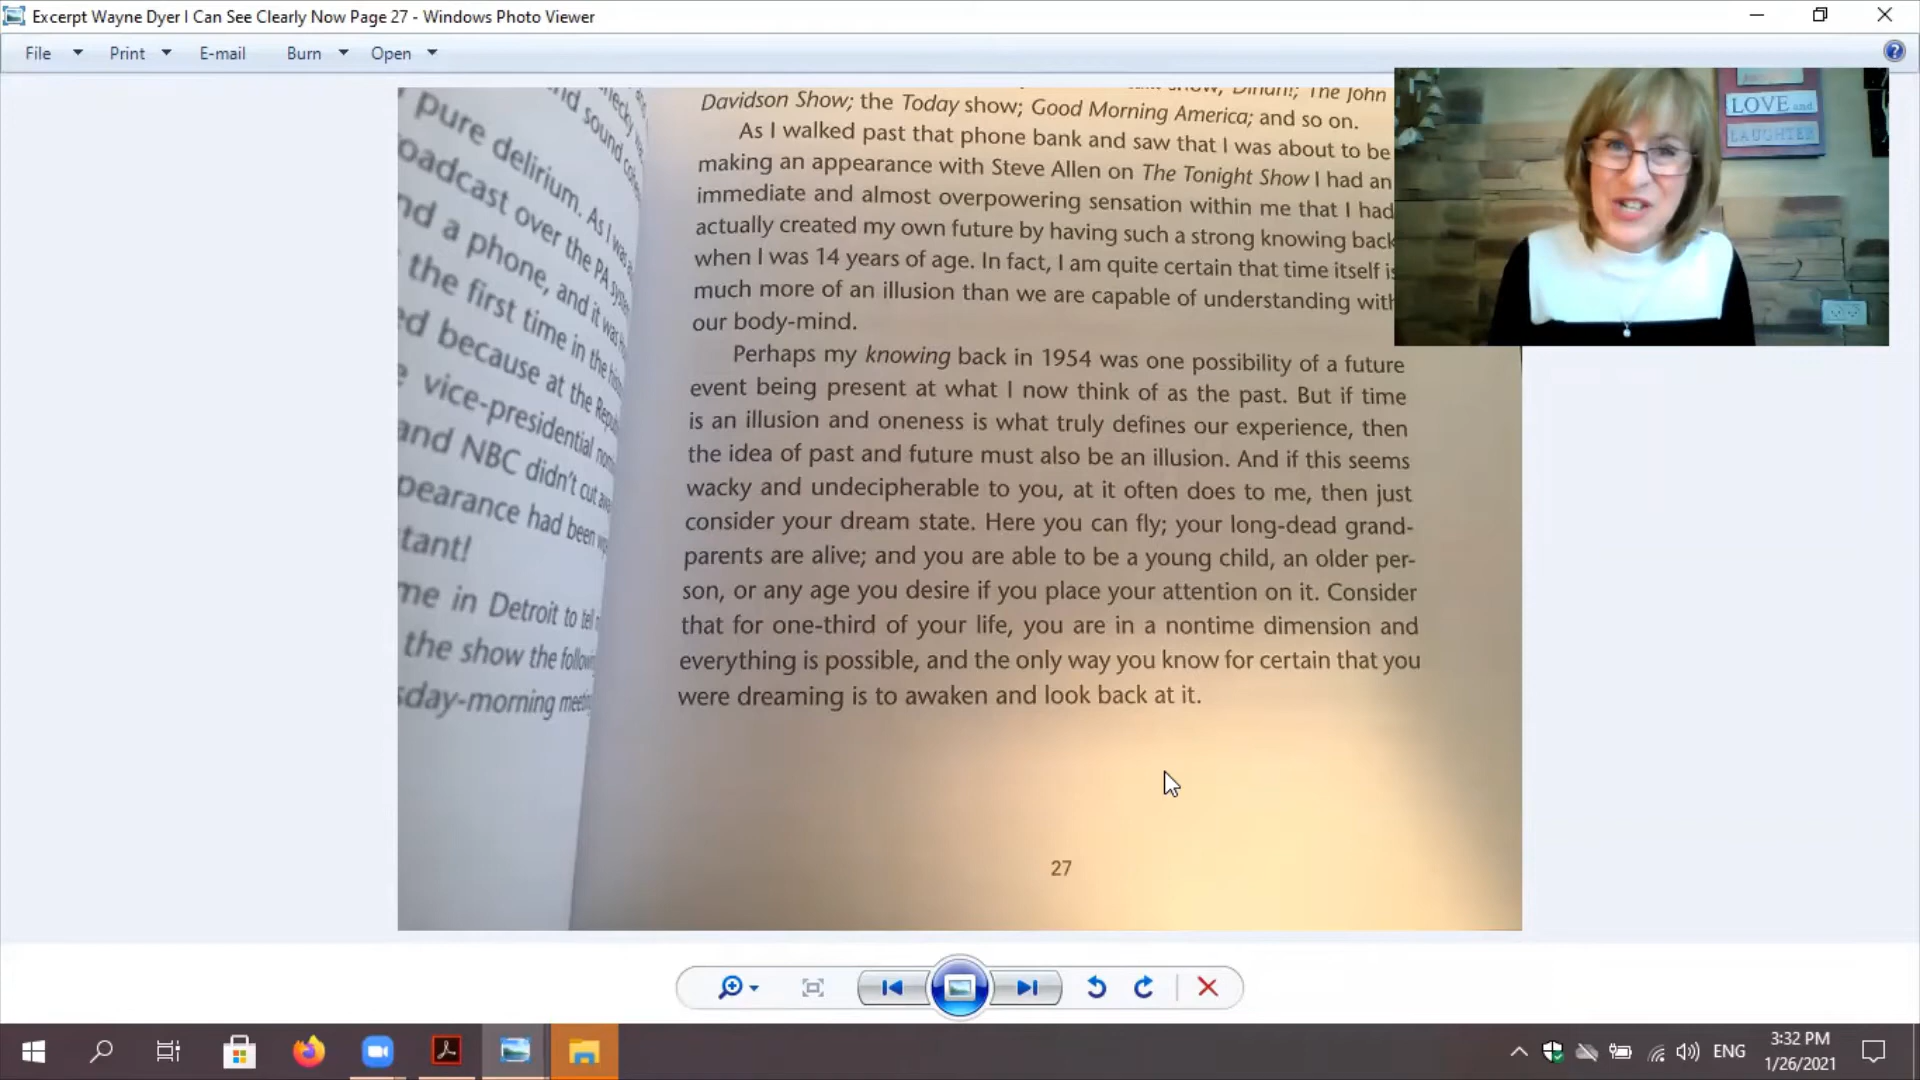 Excerpt Wayne Dyer I Can See Clearly Now Page 27 - Windows Photo Viewer
File
Print
E-mail
Burn
Open
pure delirium. As I was
oadcast over the PA system
nd a phone, and it was
the first time in the
ed because at the
vice-presidential
and NBC didn't cut
pearance had been
tant!
me in Detroit to tell
the show the
sday-morning
show; Dinah!; The John
Davidson Show; the Today show; Good Morning America; and so on.
As I walked past that phone bank and saw that I was about to be
making an appearance with Steve Allen on The Tonight Show I had an
immediate and almost overpowering sensation within me that I had
actually created my own future by having such a strong knowing back
when I was 14 years of age. In fact, I am quite certain that time itself is
much more of an illusion than we are capable of understanding with
our body-mind.
Perhaps my knowing back in 1954 was one possibility of a future
event being present at what I now think of as the past. But if time
is an illusion and oneness is what truly defines our experience, then
the idea of past and future must also be an illusion. And if this seems
wacky and undecipherable to you, at it often does to me, then just
consider your dream state. Here you can fly; your long-dead grand-
parents are alive; and you are able to be a young child, an older per-
son, or any age you desire if you place your attention on it. Consider
that for one-third of your life, you are in a nontime dimension and
everything is possible, and the only way you know for certain that you
were dreaming is to awaken and look back at it.
27
LOVE and
LAUGHTER
ENG
3:32 PM
1/26/2021